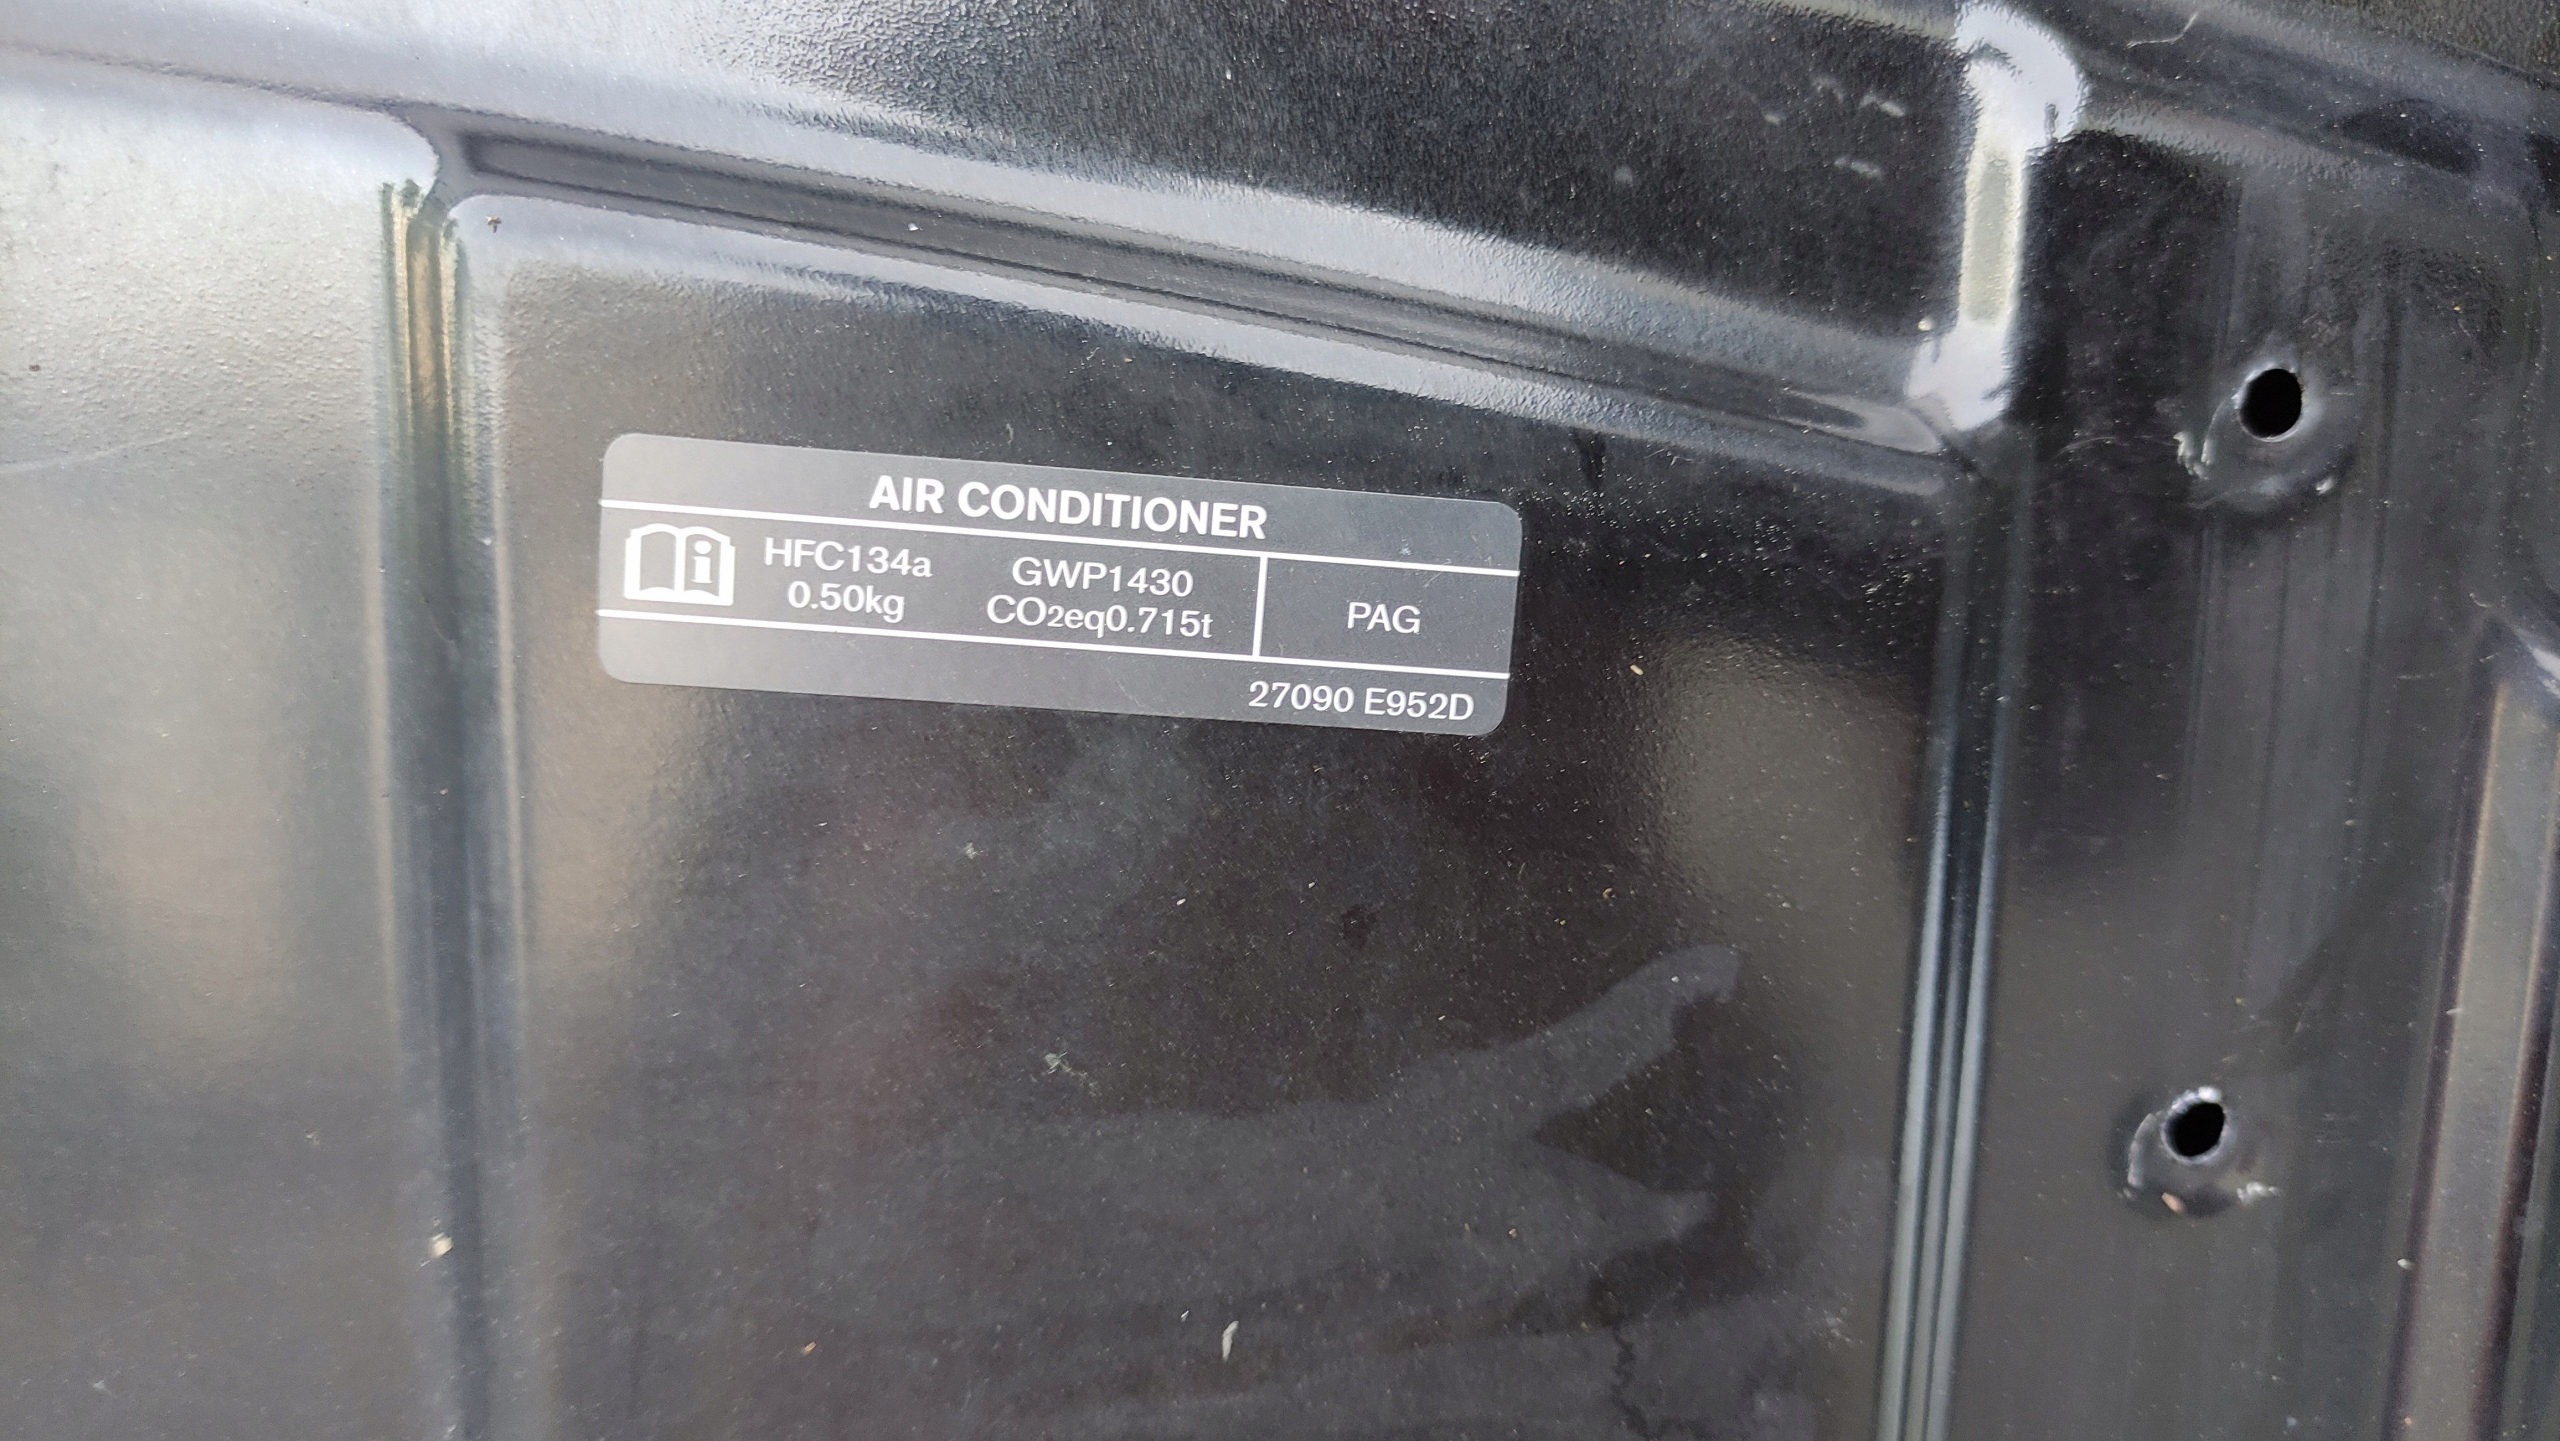 AIR CONDITIONER
HFC134a GWP1430
0.50kg CO2eq0.715t
PAG
27090 E952D